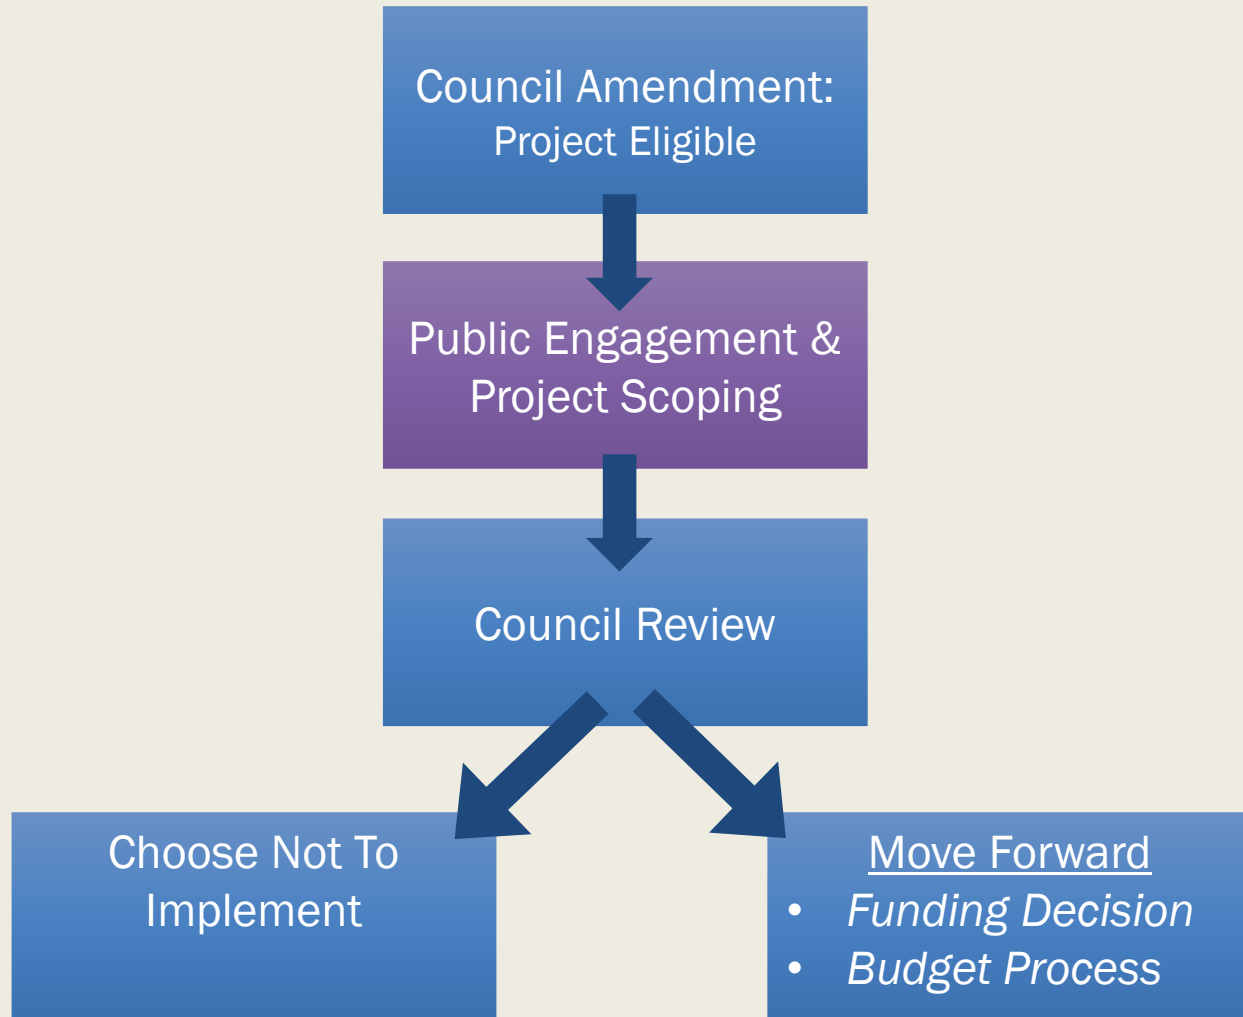 Council Amendment:
Project Eligible
Public Engagement &
Project Scoping
Council Review
Choose Not To
Implement
Move Forward
• Funding Decision
• Budget Process